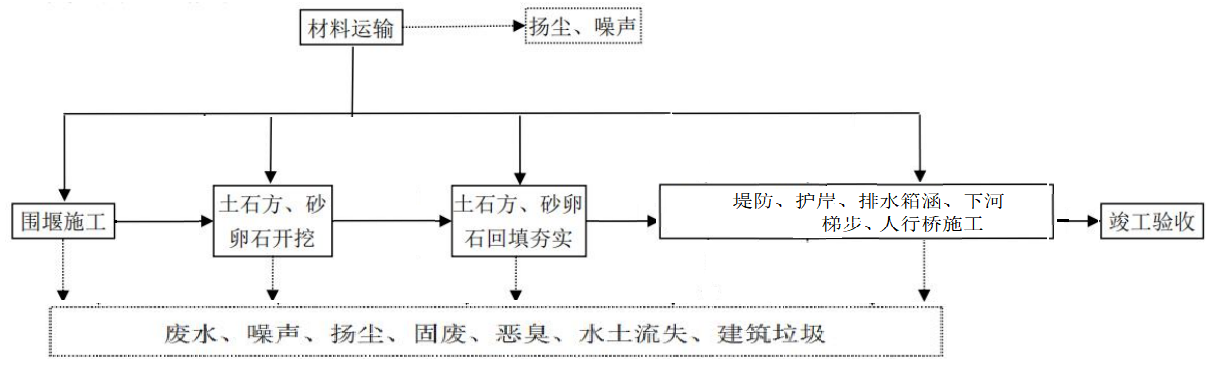 材料运输
扬尘、噪声
围堰施工
土石方、砂
卵石开挖
土石方、砂卵
石回填夯实
堤防、护岸、排水箱涵、下河
梯步、人行桥施工
竣工验收
废水、噪声、扬尘、固废、恶臭、水土流失、建筑垃圾